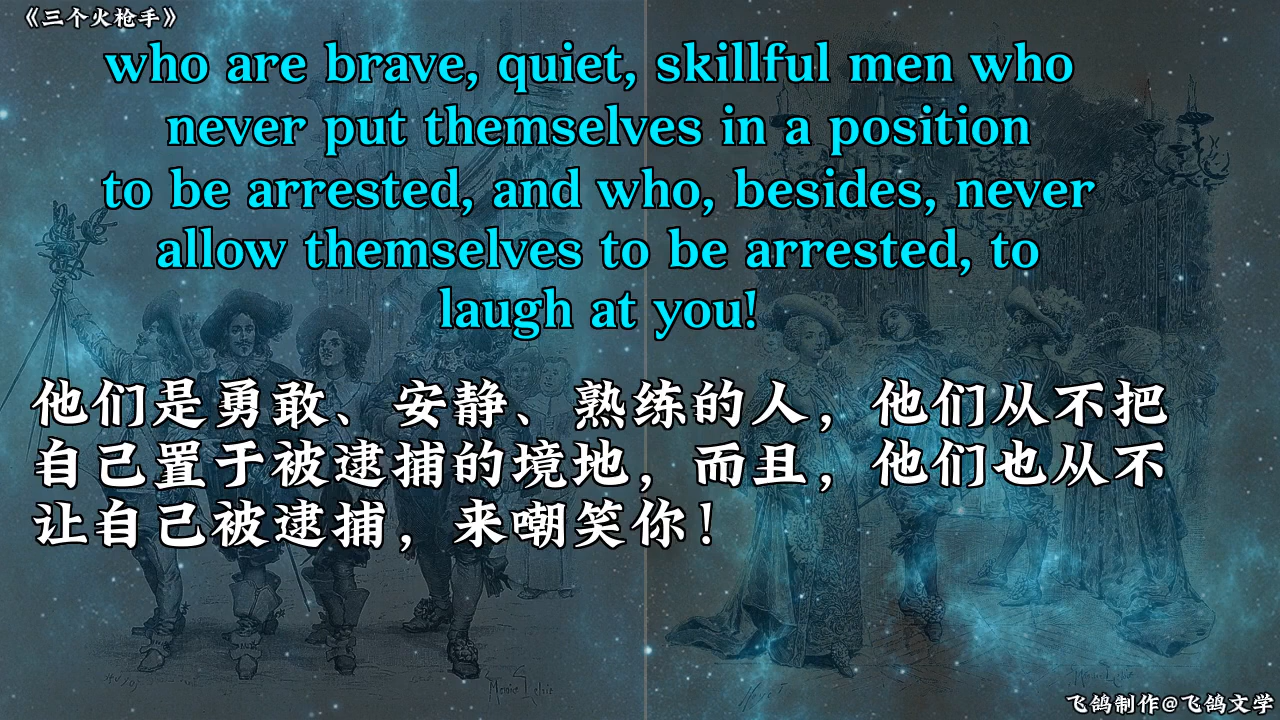 《三个火枪手》
who are brave, quiet, skillful men who
never put themselves in a position
to be arrested, and who, besides, never
allow themselves to be arrested, to
laugh at you!
他们是勇敢、安静、熟练的人，他们从不把
自己置于被逮捕的境地，而且，他们也从不
让自己被逮捕，来嘲笑你！
飞鸽制作@飞鸽文学